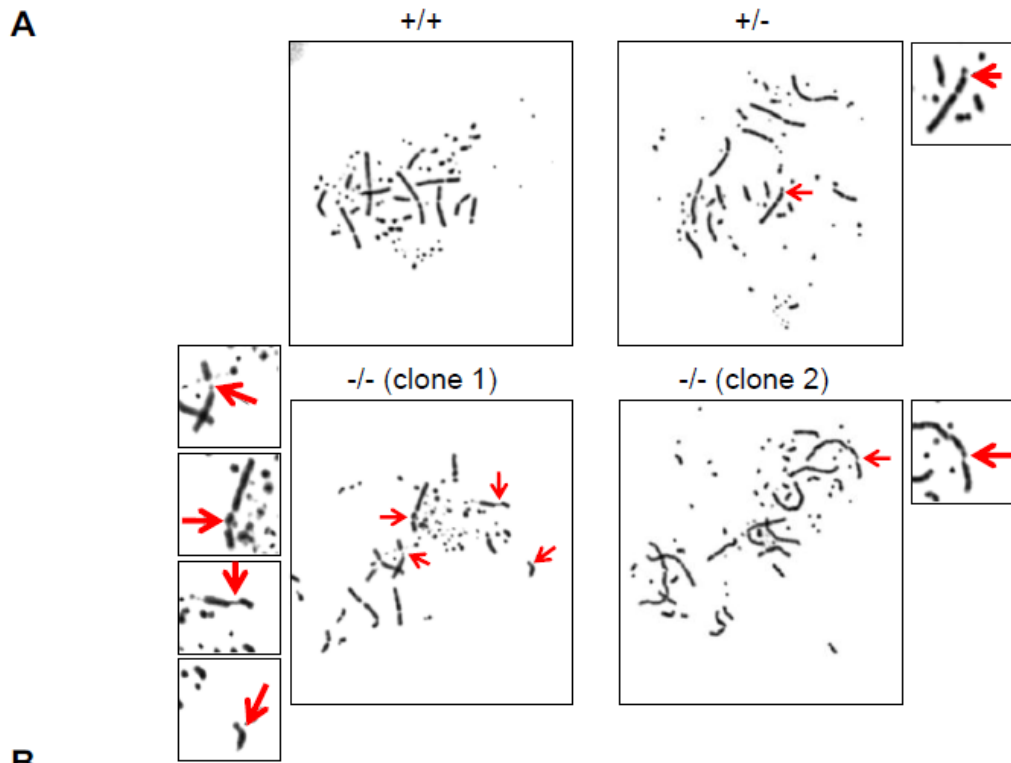 A
+/+
+/-
-/- (clone 1)
-/- (clone 2)
B